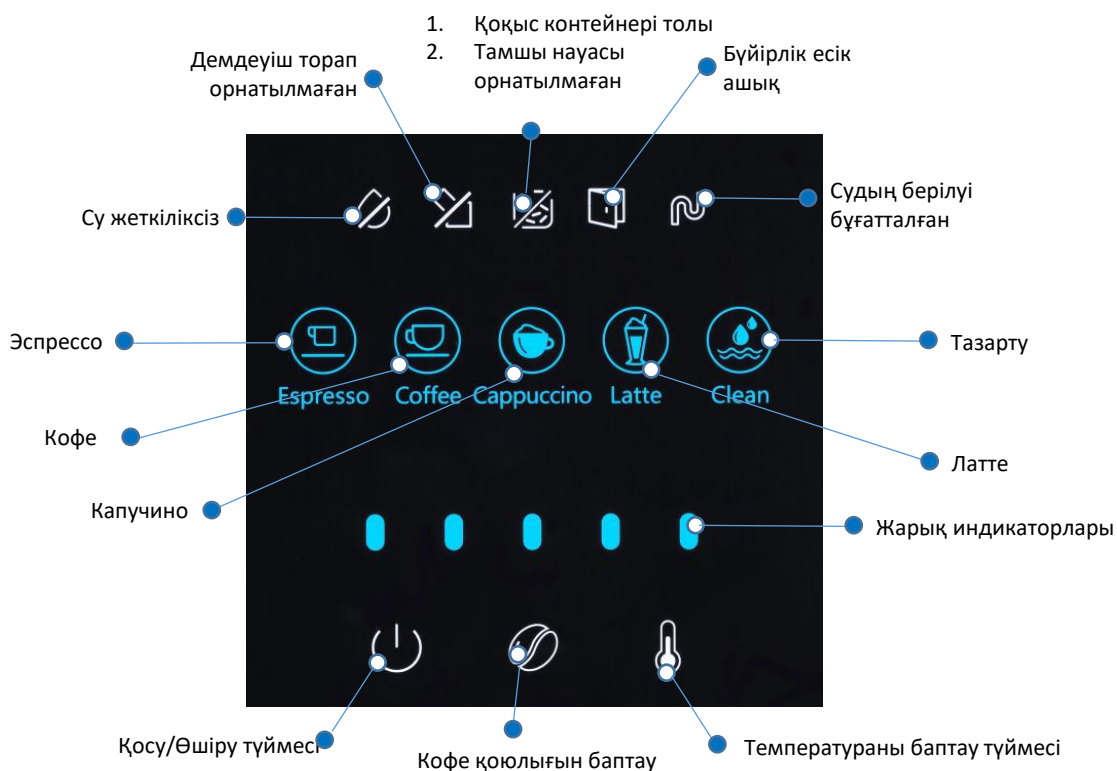 1. Қоқыс контейнері толы
2. Тамшы науасы
орнатылмаған
Демдеуіш торап
орнатылмаған
Бүйірлік есік
ашық
Су жеткіліксіз
Судың берілуі
бұғатталған
Эспрессо
Тазарту
Espresso Coffee Cappuccino Latte Clean
Кофе
Латте
Капучино
Жарық индикаторлары
Қосу/Өшіру түймесі
Кофе қоюлығын баптау
Температураны баптау түймесі